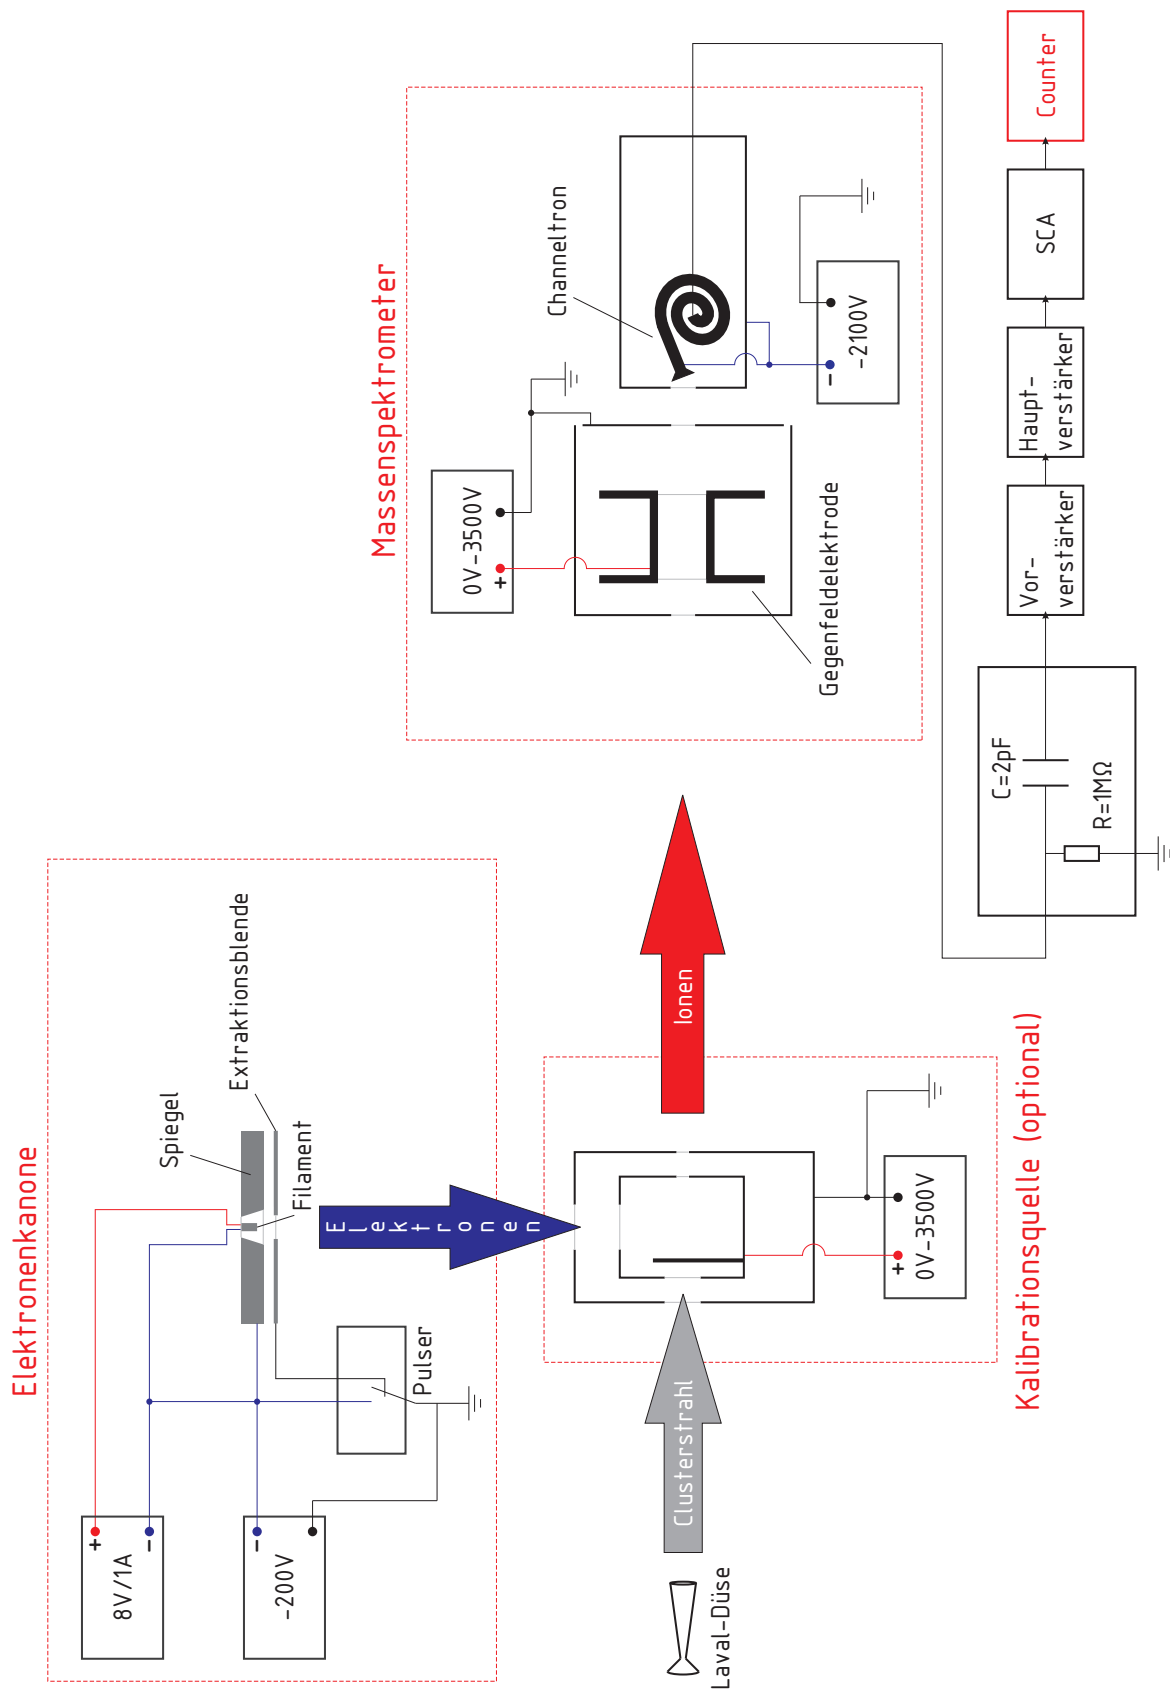 Elektronenkanone
8V/1A
+
-
-200V
-
Spiegel
Extraktionsblende
Filament
Pulser
Elektronen
Laval-Düse
Clusterstrahl
Kalibrationsquelle (optional)
+
0V-3500V
Ionen
Massenspektrometer
0V-3500V
+
Gegenfeldelektrode
Channeltron
-
-2100V
C=2pF
R=1MΩ
Vor-
verstärker
Haupt-
verstärker
SCA
Counter